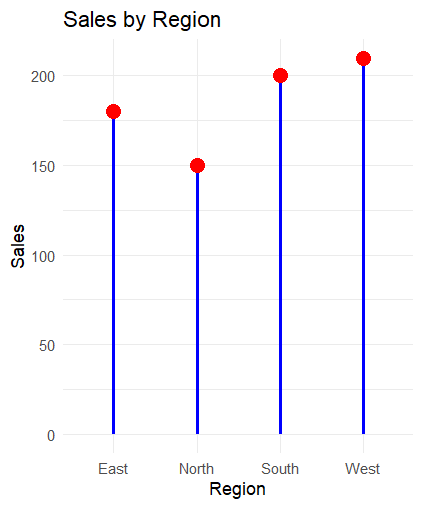 Sales by Region
Sales
200
150
100
50
0
East North South West
Region